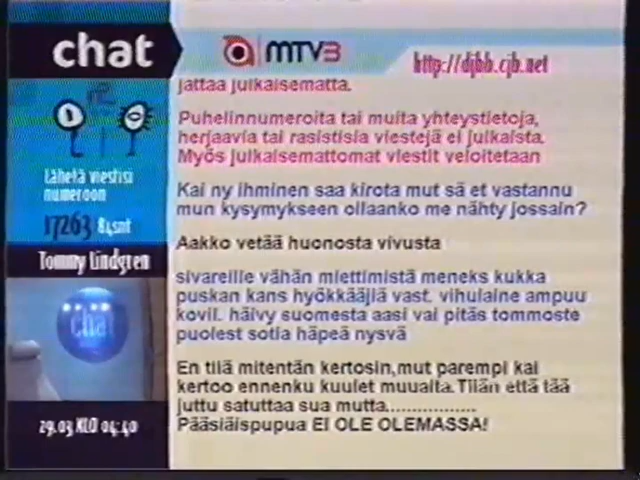 chat
MTV3
http://djbb.cjb.net
jättää julkaisematta.
Puhelinnumeroita tai muita yhteystietoja,
herjaavia tai rasistisia viestejä ei julkaista.
Myös julkaisemattomat viestit veloitetaan
Lähetä viestisi
numeroon
17263 84snt
Tommy Lindgren
chat
29.03 KLO 04:40
Kai ny ihminen saa kirota mut sä et vastannu
mun kysymykseen ollaanko me nähty jossain?
Aakko vetää huonosta vivusta
sivareille vähän miettimistä meneks kukka
puskan kans hyökkääjiä vast. vihulaine ampuu
kovil. häivy suomesta aasi vai pitäs tommoste
puolest sotia häpeä nysvä
En tiiä mitentän kertosin,mut parempi kai
kertoo ennenku kuulet muualta.Tiiän että tää
juttu satuttaa sua mutta.................
Pääsiäispupua EI OLE OLEMASSA!